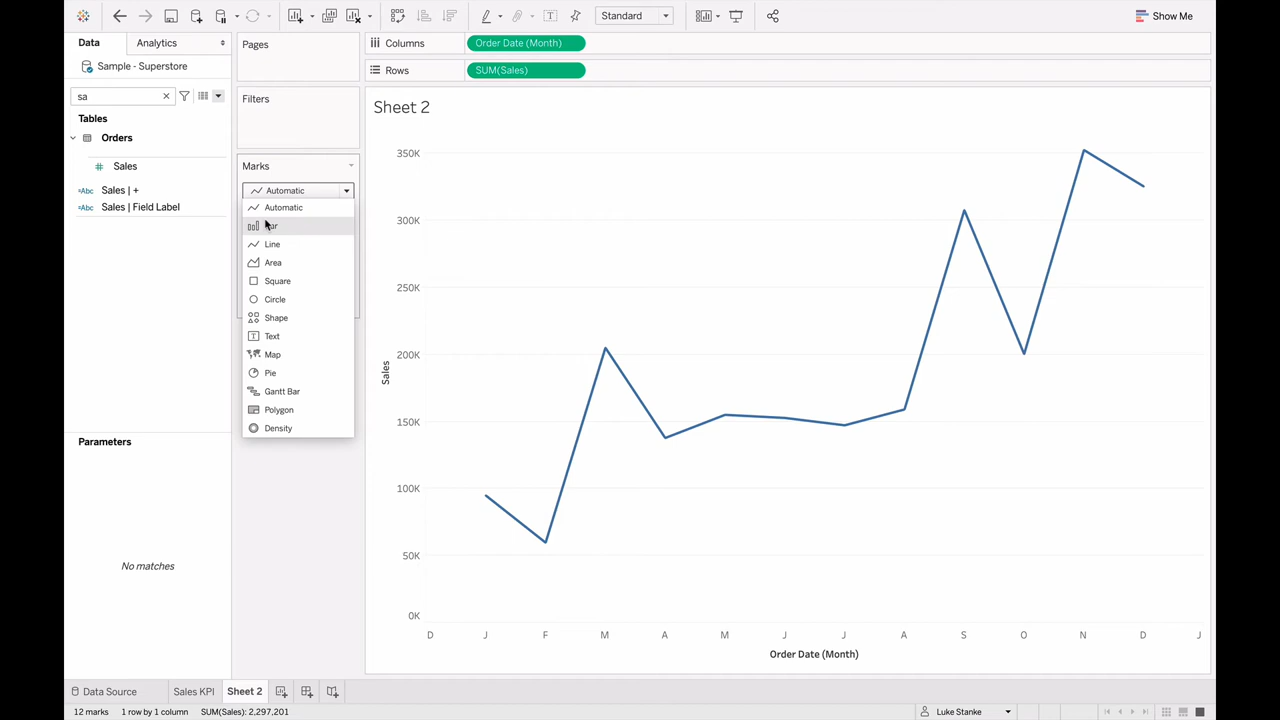 Standard
Show Me
Data
Analytics
Sample - Superstore
sa
Tables
Orders
Sales
Abc Sales | +
Abc Sales | Field Label
Parameters
No matches
Pages
Filters
Marks
Automatic
Automatic
Line
Area
Square
Circle
Shape
Text
Map
Pie
Gantt Bar
Polygon
Density
Columns
Order Date (Month)
Rows
SUM(Sales)
Sheet 2
Sales
350K
300K
250K
200K
150K
100K
50K
0K
D J F M A M J J A S O N D J
Order Date (Month)
Data Source
Sales KPI
Sheet 2
12 marks
1 row by 1 column
SUM(Sales): 2,297,201
Luke Stanke